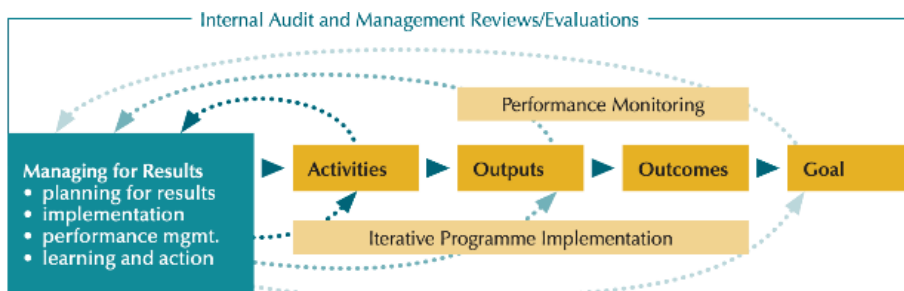 Internal Audit and Management Reviews/Evaluations
Performance Monitoring
Managing for Results
• planning for results
• implementation
• performance mgmt.
• learning and action
Activities
Outputs
Outcomes
Goal
Iterative Programme Implementation